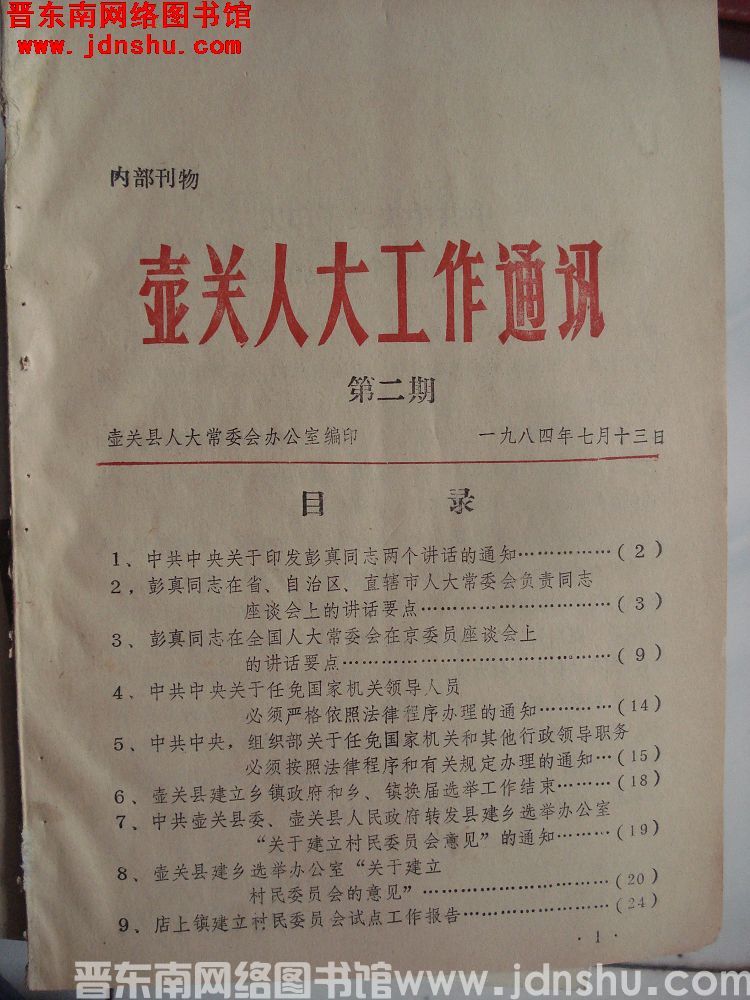 晋东南网络图书馆
www.jdnshu.com
内部刊物
壶关人大工作通讯
第二期
壶关县人大常委会办公室编印 一九八四年七月十三日
目 录
1、中共中央关于印发彭真同志两个讲话的通知……………(2)
2,彭真同志在省、自治区、直辖市人大常委会负责同志
座谈会上的讲话要点……………………………(3)
3、彭真同志在全国人大常委会在京委员座谈会上
的讲话要点………………………………………(9)
4、中共中央关于任免国家机关领导人员
必须严格依照法律程序办理的通知…………(14)
5、中共中央,组织部关于任免国家机关和其他行政领导职务
必须按照法律程序和有关规定办理的通知…(15)
6、壶关县建立乡镇政府和乡、镇换届选举工作结束………(18)
7、中共壶关县委、壶关县人民政府转发县建乡选举办公室
“关于建立村民委员会意见”的通知………(19)
8、壶关县建乡选举办公室“关于建立
村民委员会的意见”…………………………(20)
9、店上镇建立村民委员会试点工作报告……………………(24)
·1·
晋东南网络图书馆www.jdnshu.com